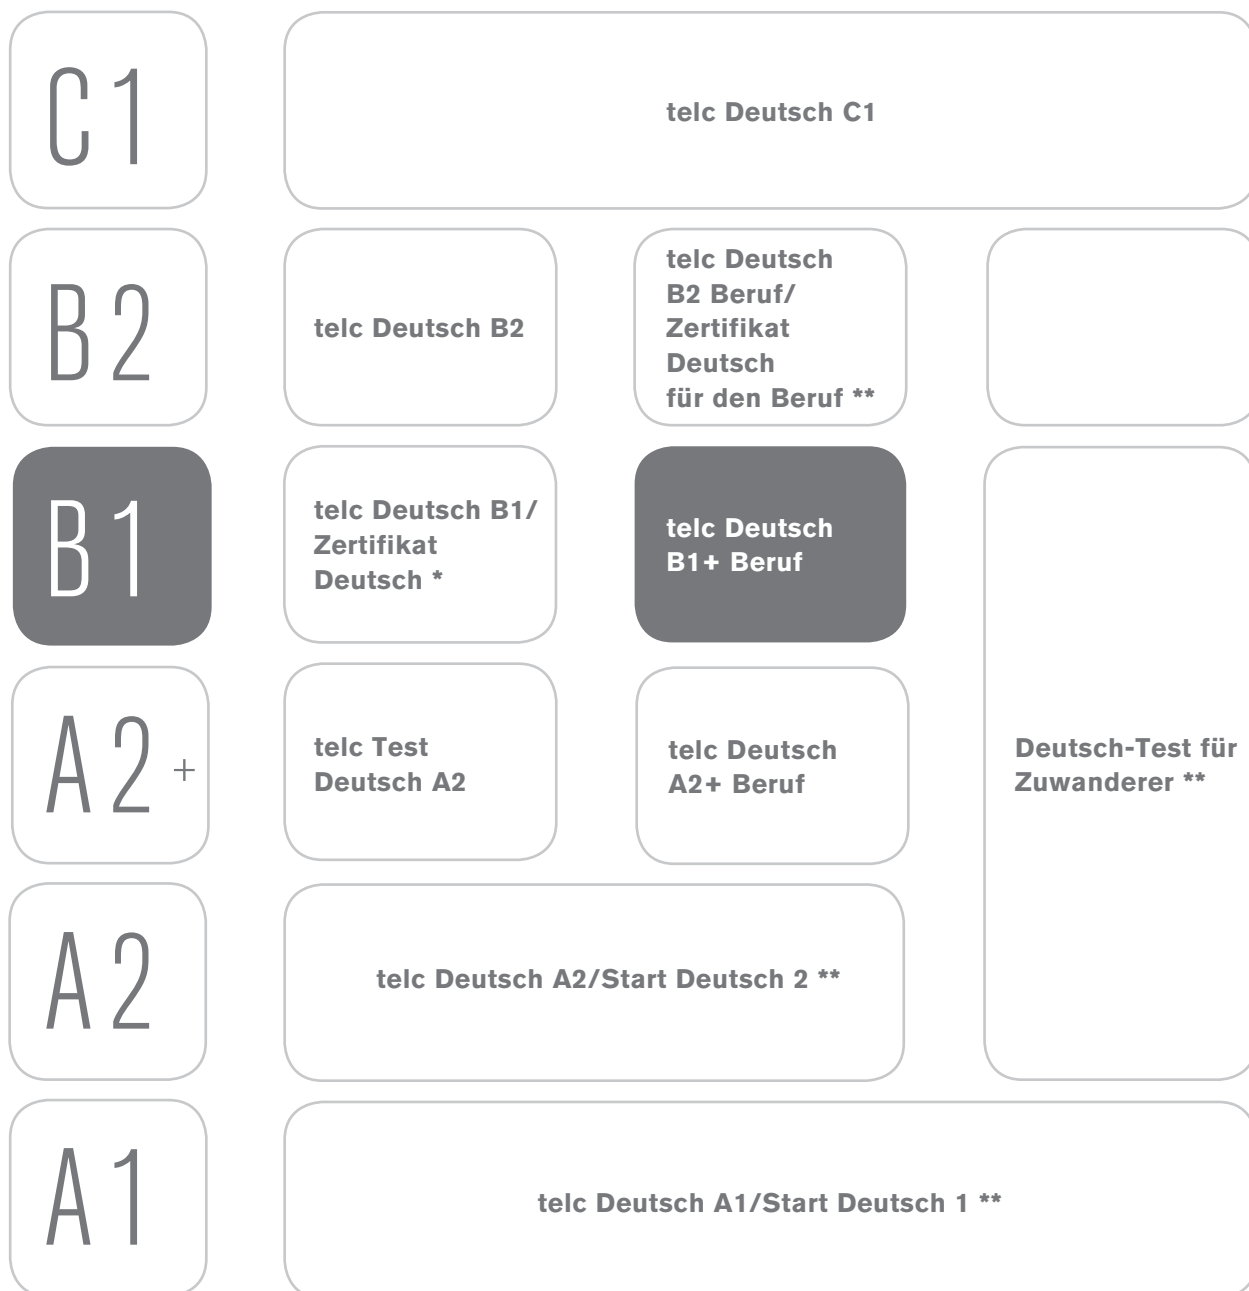 C1
telc Deutsch C1
B2
telc Deutsch B2
telc Deutsch
B2 Beruf/
Zertifikat
Deutsch
für den Beruf **
B1
telc Deutsch B1/
Zertifikat
Deutsch *
telc Deutsch
B1+ Beruf
A2+
telc Test
Deutsch A2
telc Deutsch
A2+ Beruf
Deutsch-Test für
Zuwanderer **
A2
telc Deutsch A2/Start Deutsch 2 **
A1
telc Deutsch A1/Start Deutsch 1 **